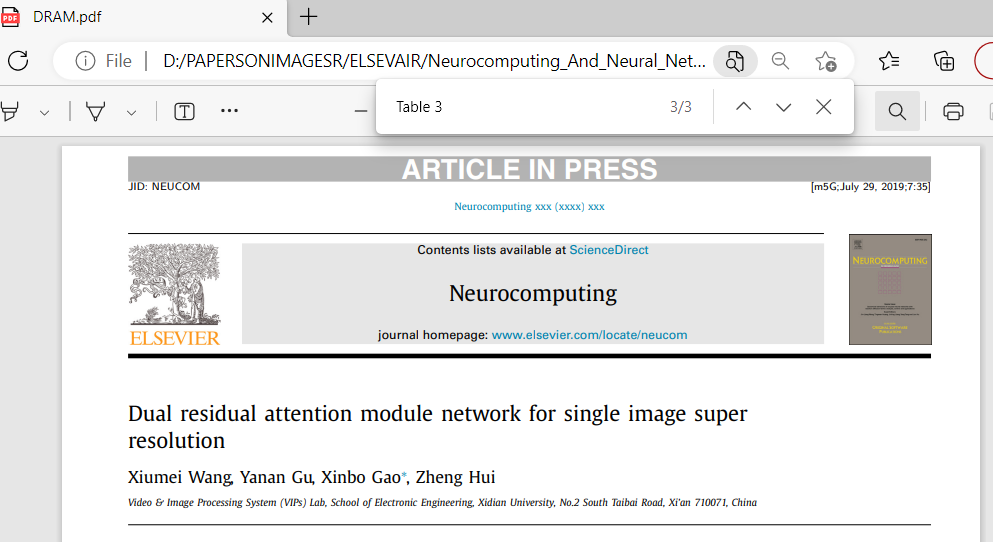 DRAM.pdf
File
D:/PAPERSONIMAGESR/ELSEVAIR/Neurocomputing_And_Neural_Net...
Table 3
3/3
ARTICLE IN PRESS
JID: NEUCOM
[m5G;July 29, 2019;7:35]
Neurocomputing xxx (xxxx) xxx
Contents lists available at ScienceDirect
Neurocomputing
journal homepage: www.elsevier.com/locate/neucom
ELSEVIER
NEUROCOMPUTING
Dual residual attention module network for single image super
resolution
Xiumei Wang, Yanan Gu, Xinbo Gao*, Zheng Hui
Video & Image Processing System (VIPs) Lab, School of Electronic Engineering, Xidian University, No.2 South Taibai Road, Xi'an 710071, China